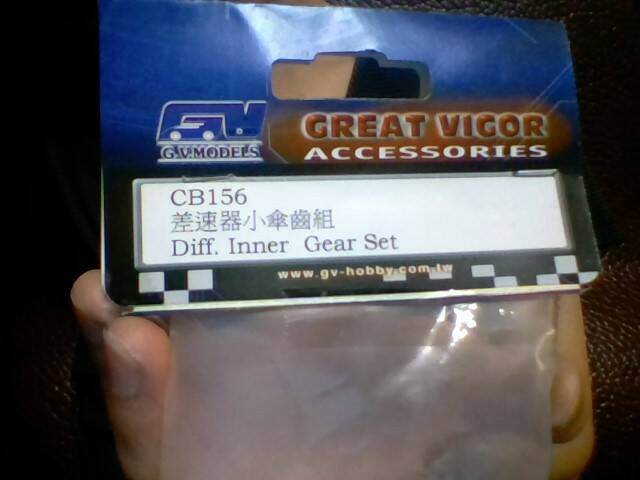 G.V.MODELS
GREAT VIGOR
ACCESSORIES
CB156
差速器小傘齒組
Diff. Inner Gear Set
www.gv-hobby.com.tw